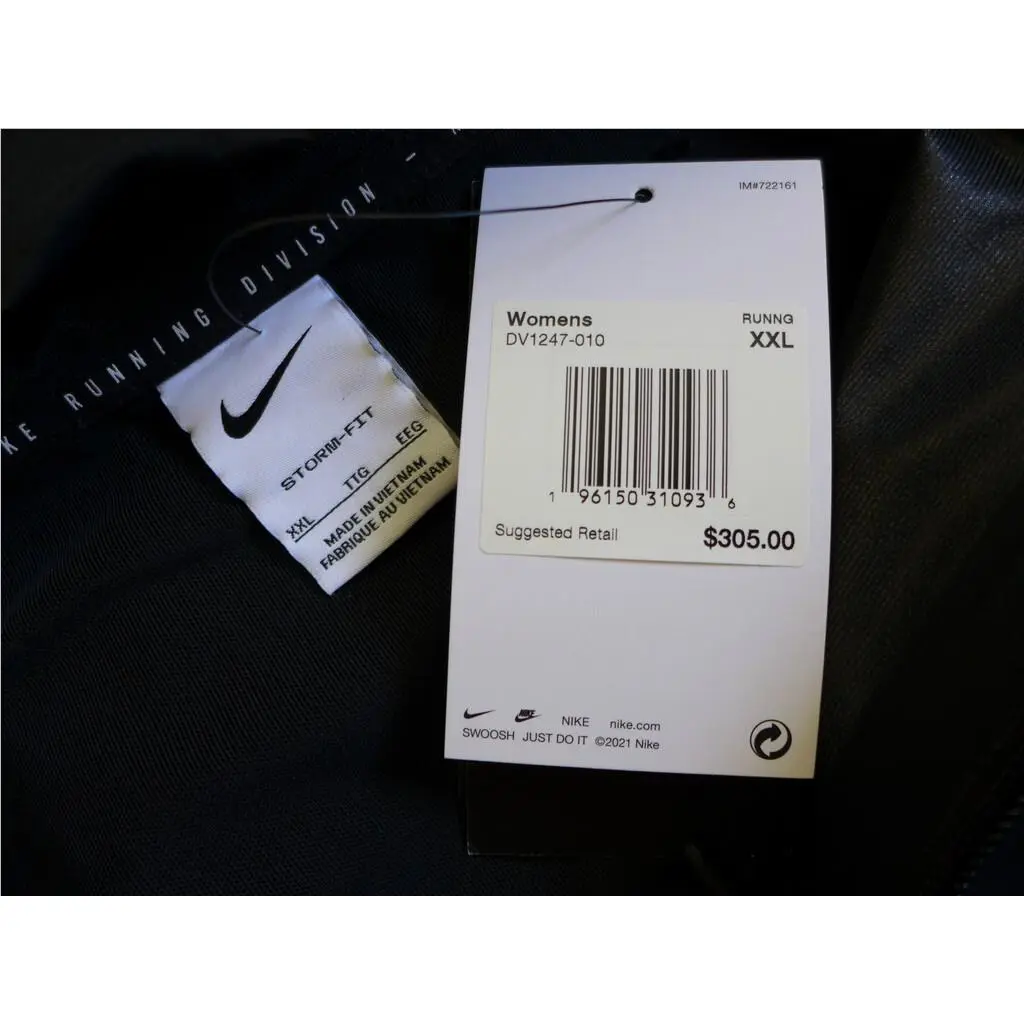 KE RUNNING DIVISION -
STORM-FIT
XXL TTG EEG
MADE IN VIETNAM
FABRIQUE AU VIETNAM
IM#722161
Womens RUNNG
DV1247-010 XXL
1 96150 31093 6
Suggested Retail $305.00
NIKE NIKE nike.com
SWOOSH JUST DO IT ©2021 Nike